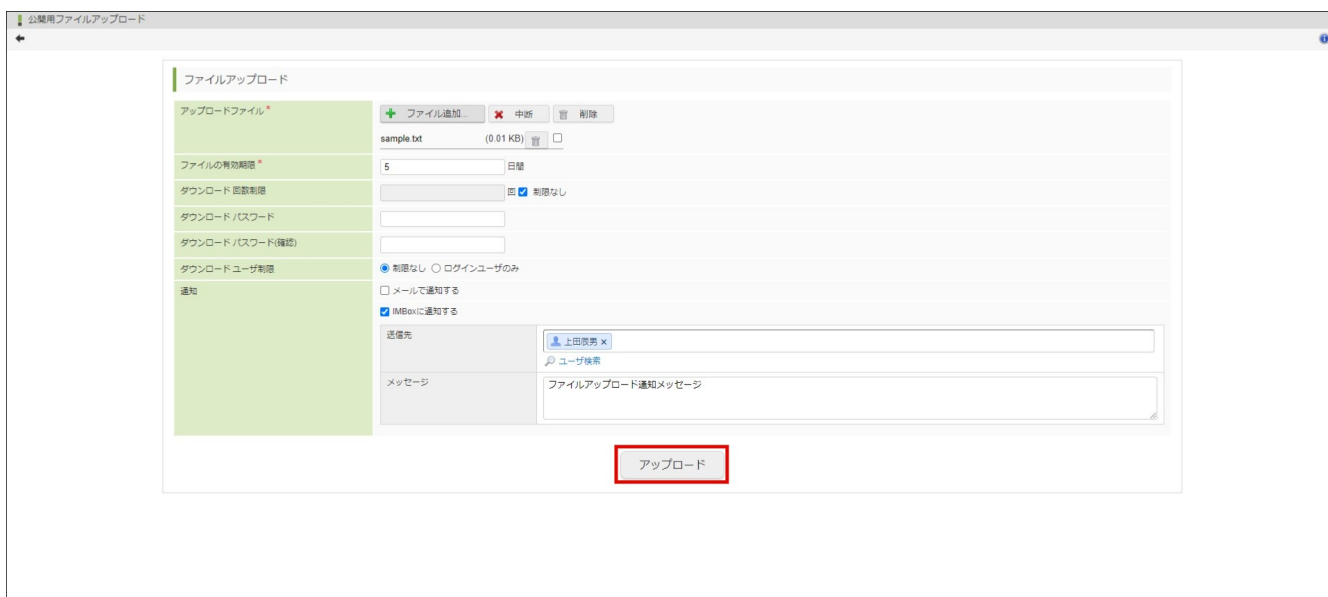 公開用ファイルアップロード
ファイルアップロード
アップロードファイル*
ファイル追加... 中断 削除
sample.txt (0.01 KB)
ファイルの有効期限*
5 日間
ダウンロード回数制限
回 制限なし
ダウンロードパスワード
ダウンロードパスワード(確認)
ダウンロードユーザ制限
制限なし ログインユーザのみ
通知
メールで通知する
IMBoxに通知する
送信先
上田辰男 ×
ユーザ検索
メッセージ
ファイルアップロード通知メッセージ
アップロード